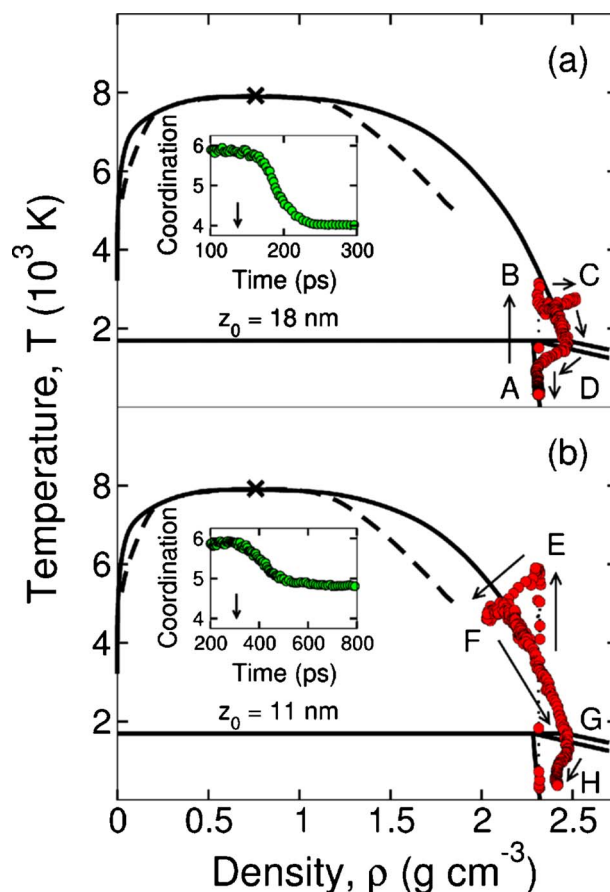 (a)
Temperature, T (10³ K)
8
6
4
2
Coordination
6
5
4
100 200 300
Time (ps)
z₀ = 18 nm
B
C
A
D
(b)
8
6
4
2
0
Coordination
6
5
4
200 400 600 800
Time (ps)
z₀ = 11 nm
E
F
G
H
0 0.5 1 1.5 2 2.5
Density, ρ (g cm⁻³)